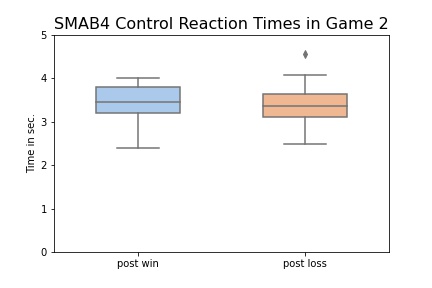 SMAB4 Control Reaction Times in Game 2
Time in sec.
5
4
3
2
1
0
post win
post loss